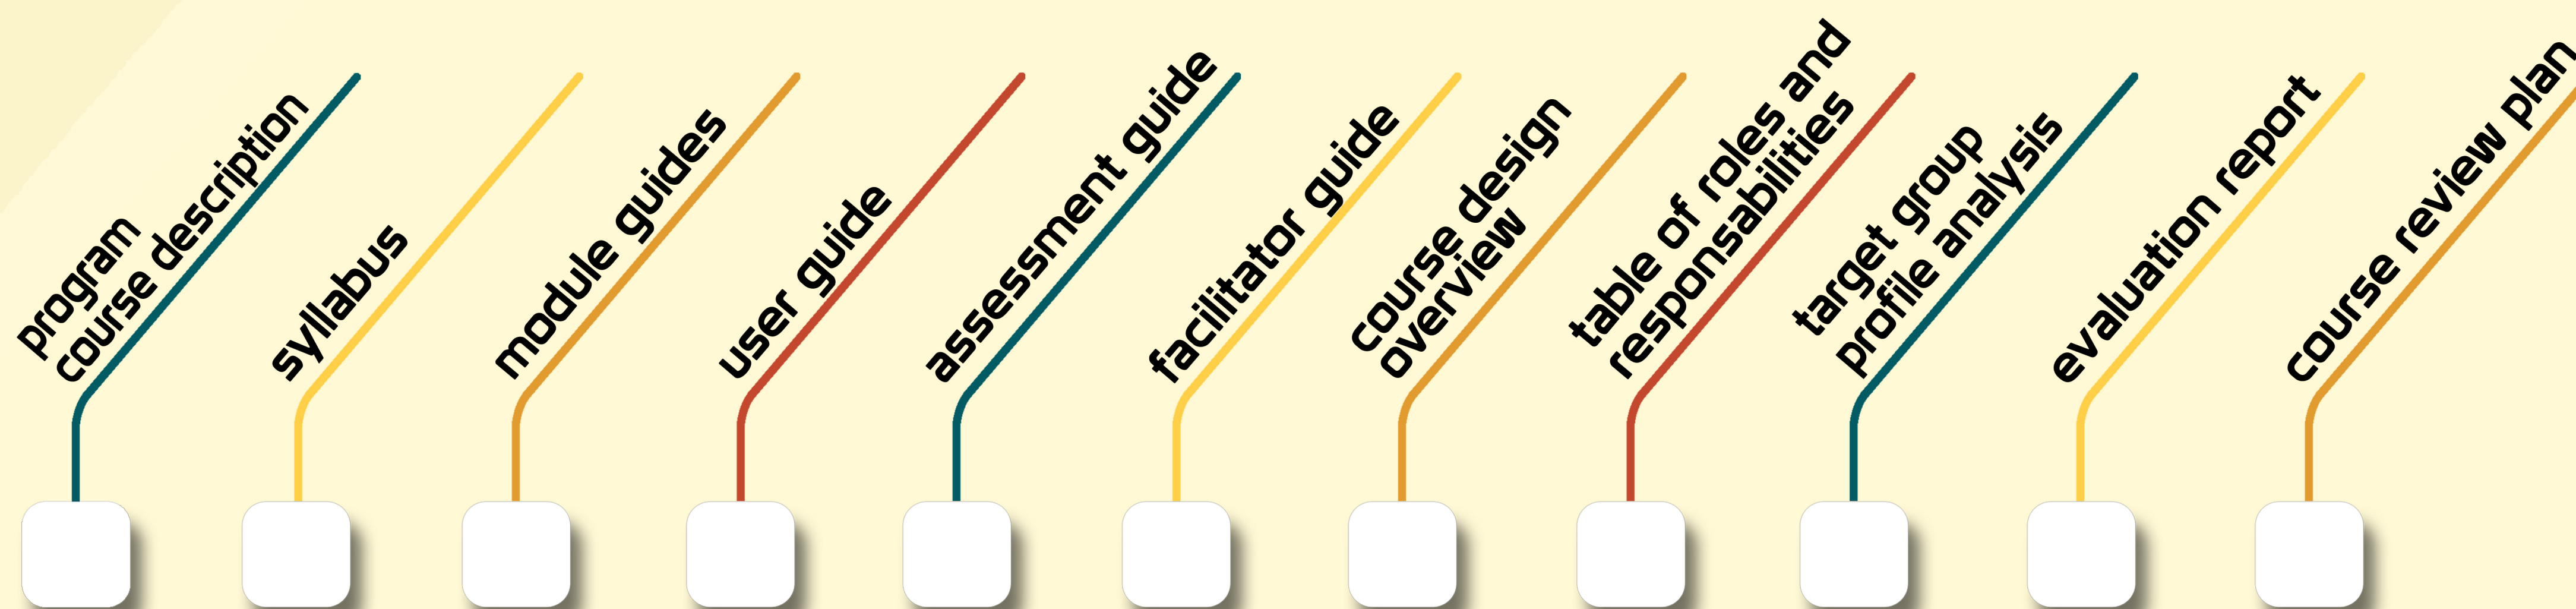 program
course description
syllabus
module guides
user guide
assessment guide
facilitator guide
course design
overview
table of roles and
responsabilities
target group
profile analysis
evaluation report
course review plan